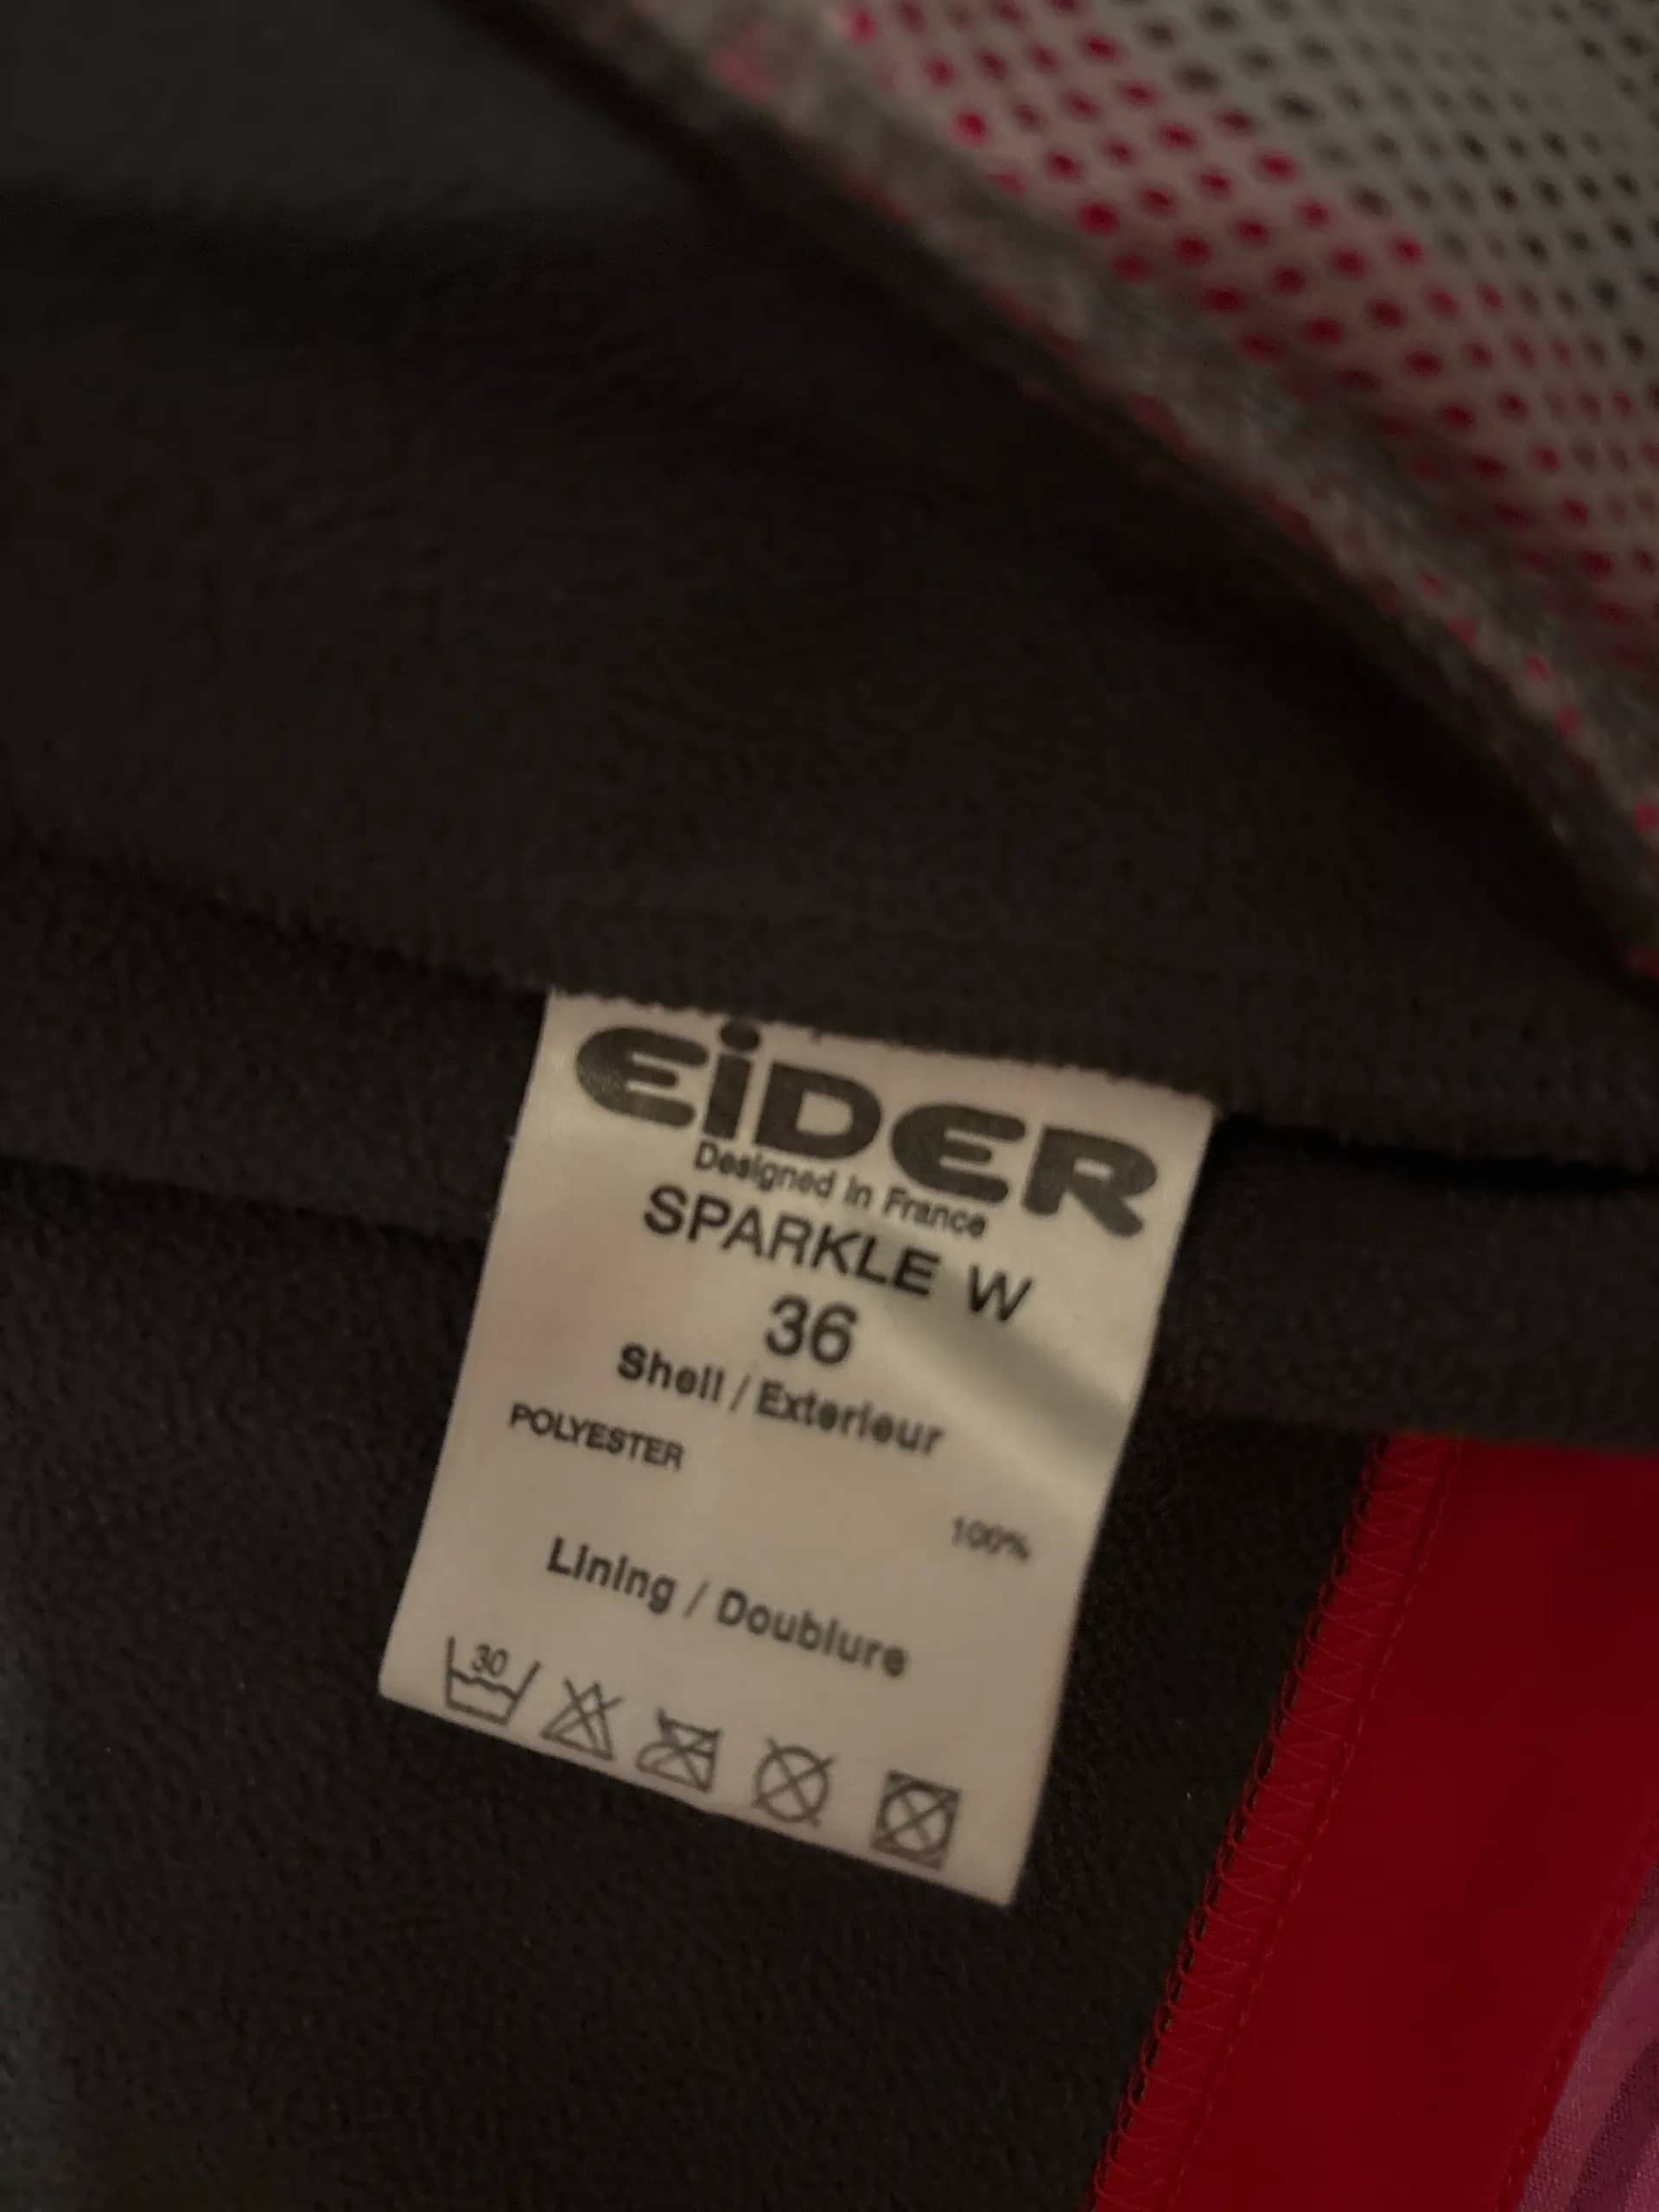 EiDER
Designed in France
SPARKLE W
36
Shell / Exterieur
POLYESTER
100%
Lining / Doublure
30